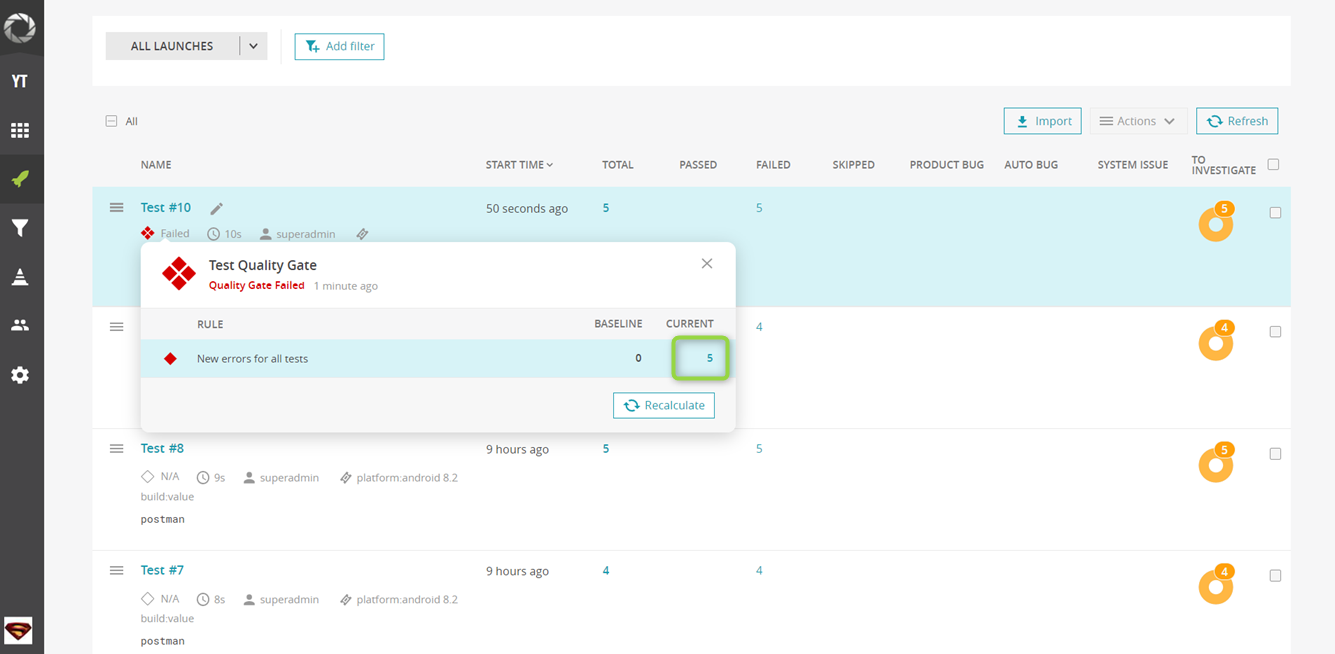 ALL LAUNCHES
Add filter
YT
All
Import
Actions
Refresh
NAME START TIME TOTAL PASSED FAILED SKIPPED PRODUCT BUG AUTO BUG SYSTEM ISSUE TO INVESTIGATE
Test #10 50 seconds ago 5 5 5
Failed 10s superadmin
Test Quality Gate
Quality Gate Failed 1 minute ago
RULE BASELINE CURRENT
New errors for all tests 0 5
Recalculate
4 4
Test #8 9 hours ago 5 5 5
N/A 9s superadmin platform:android 8.2
build:value
postman
Test #7 9 hours ago 4 4 4
N/A 8s superadmin platform:android 8.2
build:value
postman